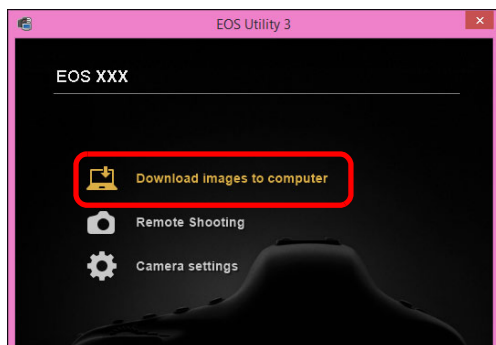 EOS Utility 3
EOS XXX
Download images to computer
Remote Shooting
Camera settings